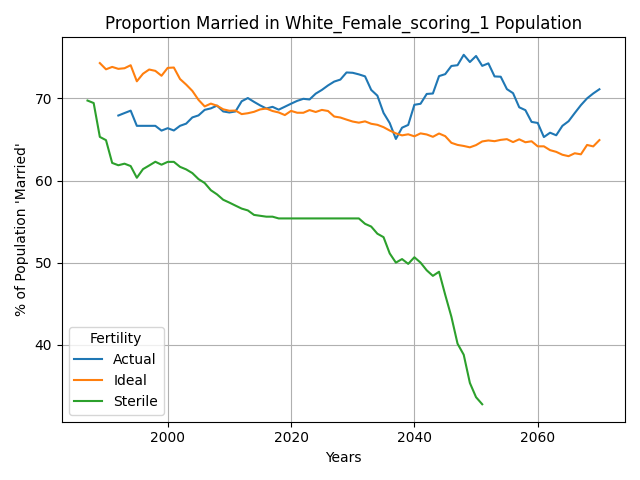 Proportion Married in White_Female_scoring_1 Population
% of Population 'Married'
70
60
50
40
Fertility
Actual
Ideal
Sterile
2000 2020 2040 2060
Years